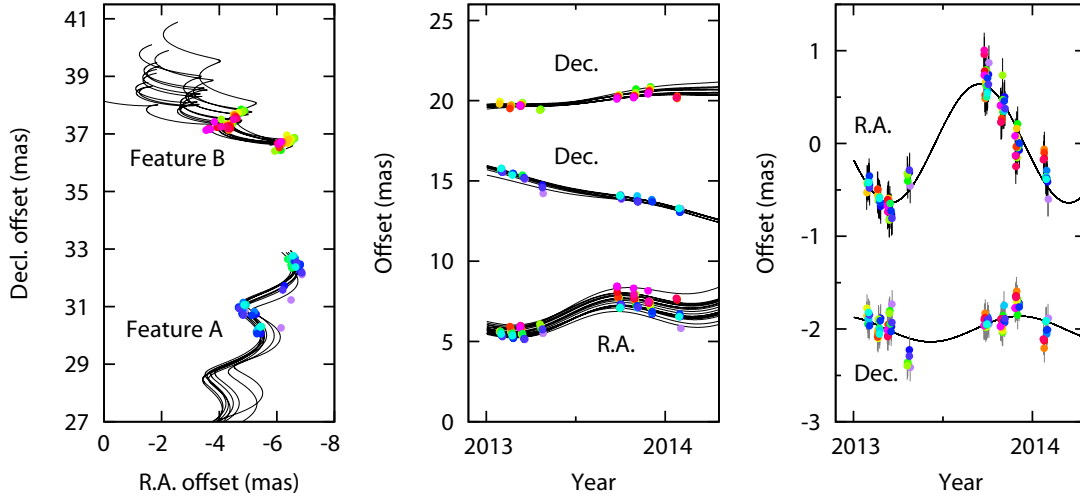 Decl. offset (mas)
41
39
37
35
33
31
29
27
Feature B
Feature A
0
-2
-4
-6
-8
R.A. offset (mas)
Offset (mas)
25
20
15
10
5
0
Dec.
Dec.
R.A.
2013
2014
Year
Offset (mas)
1
0
-1
-2
-3
R.A.
Dec.
2013
2014
Year